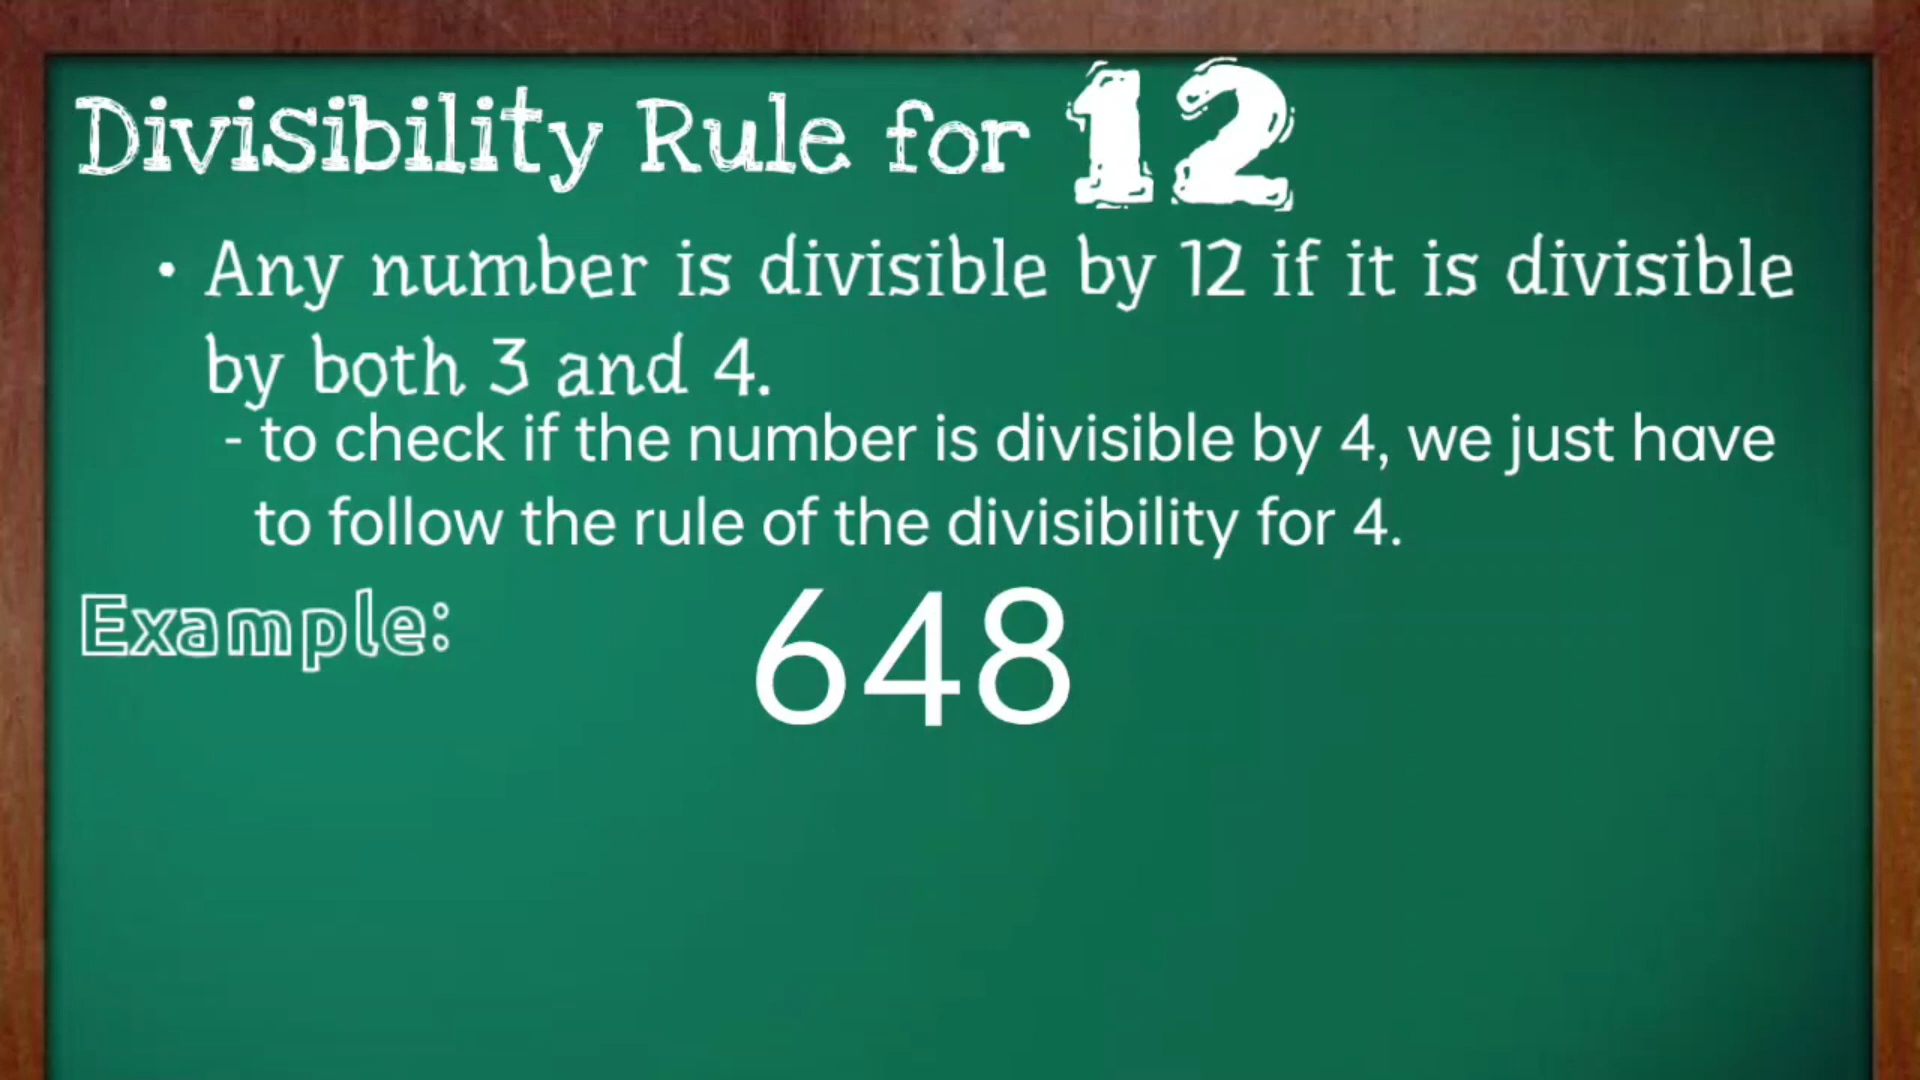 Divisibility Rule for 12
• Any number is divisible by 12 if it is divisible
by both 3 and 4.
- to check if the number is divisible by 4, we just have
to follow the rule of the divisibility for 4.
Example:
648